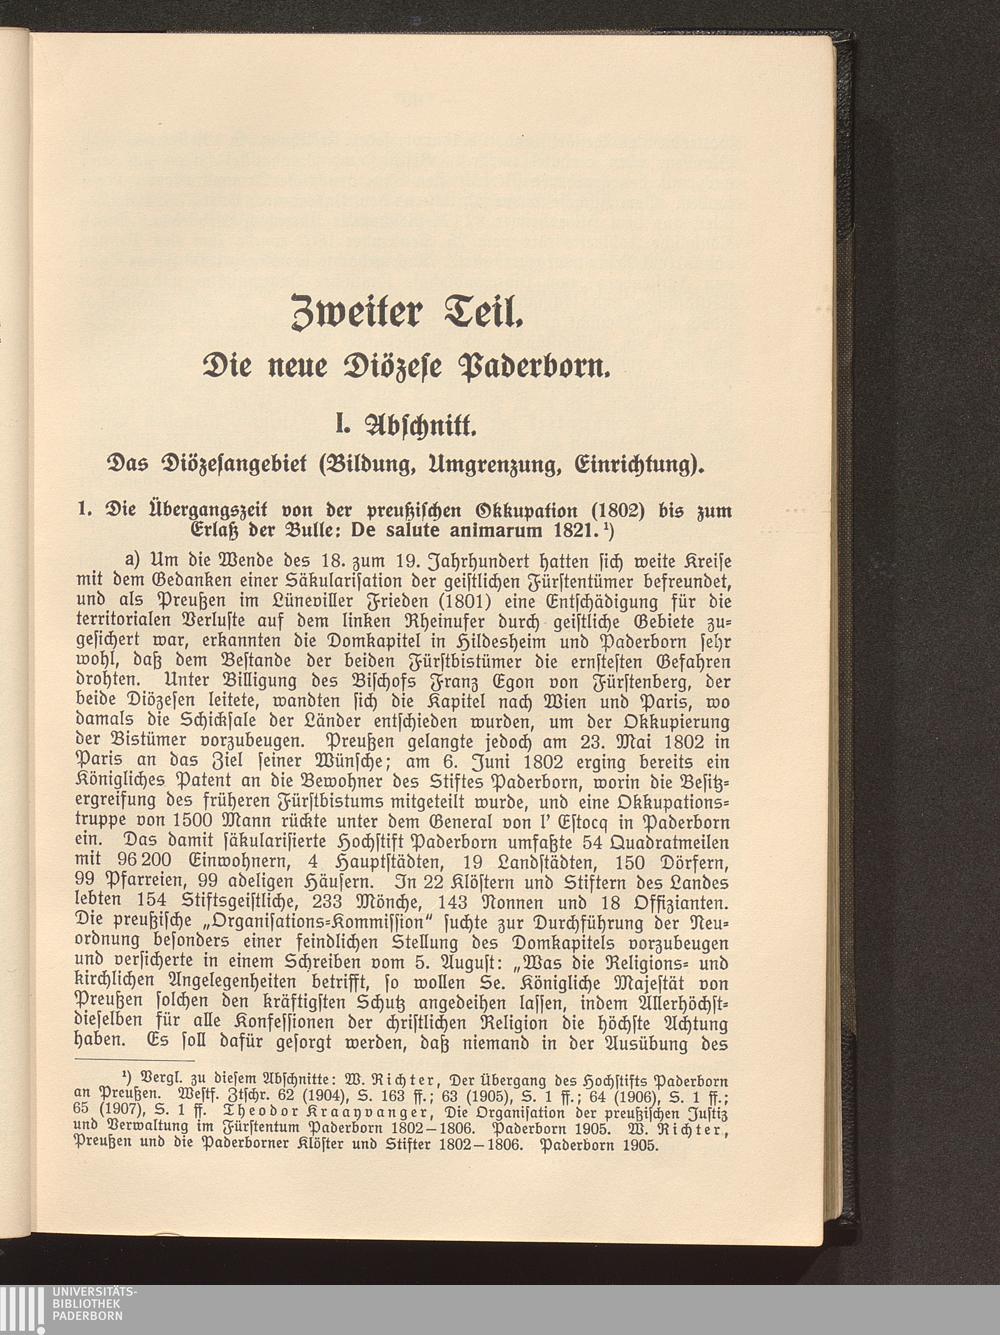 Zweiter Teil.
Die neue Diözese Paderborn.
I. Abschnitt.
Das Diözesangebiet (Bildung, Umgrenzung, Einrichtung).
1. Die Übergangszeit von der preußischen Okkupation (1802) bis zum
Erlaß der Bulle: De salute animarum 1821.¹)
a) Um die Wende des 18. zum 19. Jahrhundert hatten sich weite Kreise
mit dem Gedanken einer Säkularisation der geistlichen Fürstentümer befreundet,
und als Preußen im Lüneviller Frieden (1801) eine Entschädigung für die
territorialen Verluste auf dem linken Rheinufer durch geistliche Gebiete zu-
gesichert war, erkannten die Domkapitel in Hildesheim und Paderborn sehr
wohl, daß dem Bestande der beiden Fürstbistümer die ernstesten Gefahren
drohten. Unter Billigung des Bischofs Franz Egon von Fürstenberg, der
beide Diözesen leitete, wandten sich die Kapitel nach Wien und Paris, wo
damals die Schicksale der Länder entschieden wurden, um der Okkupierung
der Bistümer vorzubeugen. Preußen gelangte jedoch am 23. Mai 1802 in
Paris an das Ziel seiner Wünsche; am 6. Juni 1802 erging bereits ein
Königliches Patent an die Bewohner des Stiftes Paderborn, worin die Besitz-
ergreifung des früheren Fürstbistums mitgeteilt wurde, und eine Okkupations-
truppe von 1500 Mann rückte unter dem General von l' Estocq in Paderborn
ein. Das damit säkularisierte Hochstift Paderborn umfaßte 54 Quadratmeilen
mit 96 200 Einwohnern, 4 Hauptstädten, 19 Landstädten, 150 Dörfern,
99 Pfarreien, 99 adeligen Häusern. In 22 Klöstern und Stiftern des Landes
lebten 154 Stiftsgeistliche, 233 Mönche, 143 Nonnen und 18 Offizianten.
Die preußische „Organisations-Kommission" suchte zur Durchführung der Neu-
ordnung besonders einer feindlichen Stellung des Domkapitels vorzubeugen
und versicherte in einem Schreiben vom 5. August: „Was die Religions- und
kirchlichen Angelegenheiten betrifft, so wollen Se. Königliche Majestät von
Preußen solchen den kräftigsten Schutz angedeihen lassen, indem Allerhöchst-
dieselben für alle Konfessionen der christlichen Religion die höchste Achtung
haben. Es soll dafür gesorgt werden, daß niemand in der Ausübung des
¹) Vergl. zu diesem Abschnitte: W. Richter, Der Übergang des Hochstifts Paderborn
an Preußen. Westf. Ztschr. 62 (1904), S. 163 ff.; 63 (1905), S. 1 ff.; 64 (1906), S. 1 ff.;
65 (1907), S. 1 ff. Theodor Kraayvanger, Die Organisation der preußischen Justiz
und Verwaltung im Fürstentum Paderborn 1802—1806. Paderborn 1905. W. Richter,
Preußen und die Paderborner Klöster und Stifter 1802—1806. Paderborn 1905.
UNIVERSITÄTS-
BIBLIOTHEK
PADERBORN